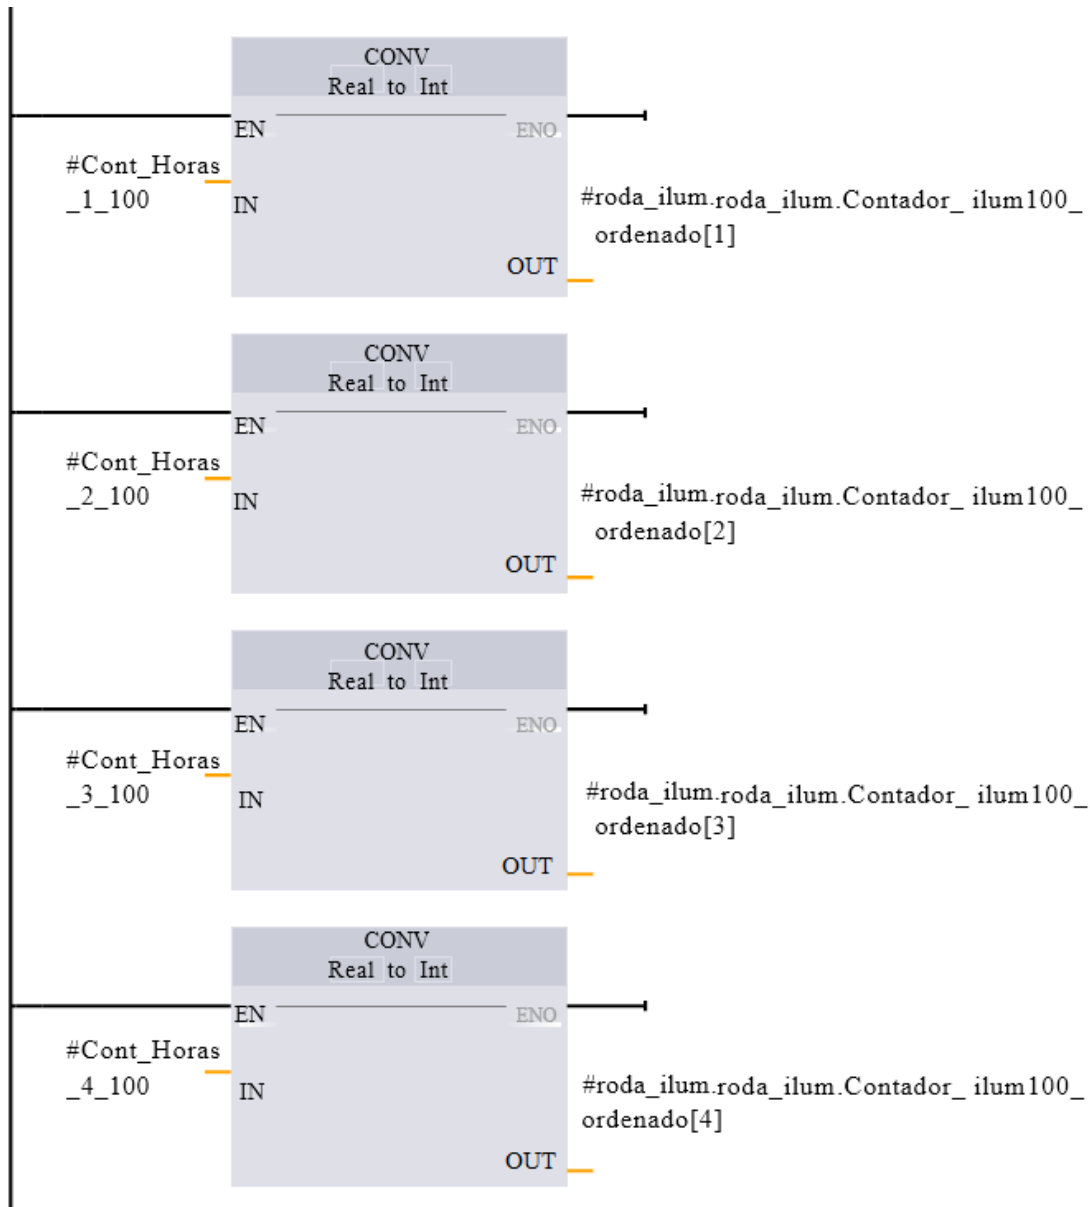 CONV
Real to Int
EN
ENO
#Cont_Horas
_1_100
IN
#roda_ilum.roda_ilum.Contador_ ilum100_
ordenado[1]
OUT
CONV
Real to Int
EN
ENO
#Cont_Horas
_2_100
IN
#roda_ilum.roda_ilum.Contador_ ilum100_
ordenado[2]
OUT
CONV
Real to Int
EN
ENO
#Cont_Horas
_3_100
IN
#roda_ilum.roda_ilum.Contador_ ilum100_
ordenado[3]
OUT
CONV
Real to Int
EN
ENO
#Cont_Horas
_4_100
IN
#roda_ilum.roda_ilum.Contador_ ilum100_
ordenado[4]
OUT